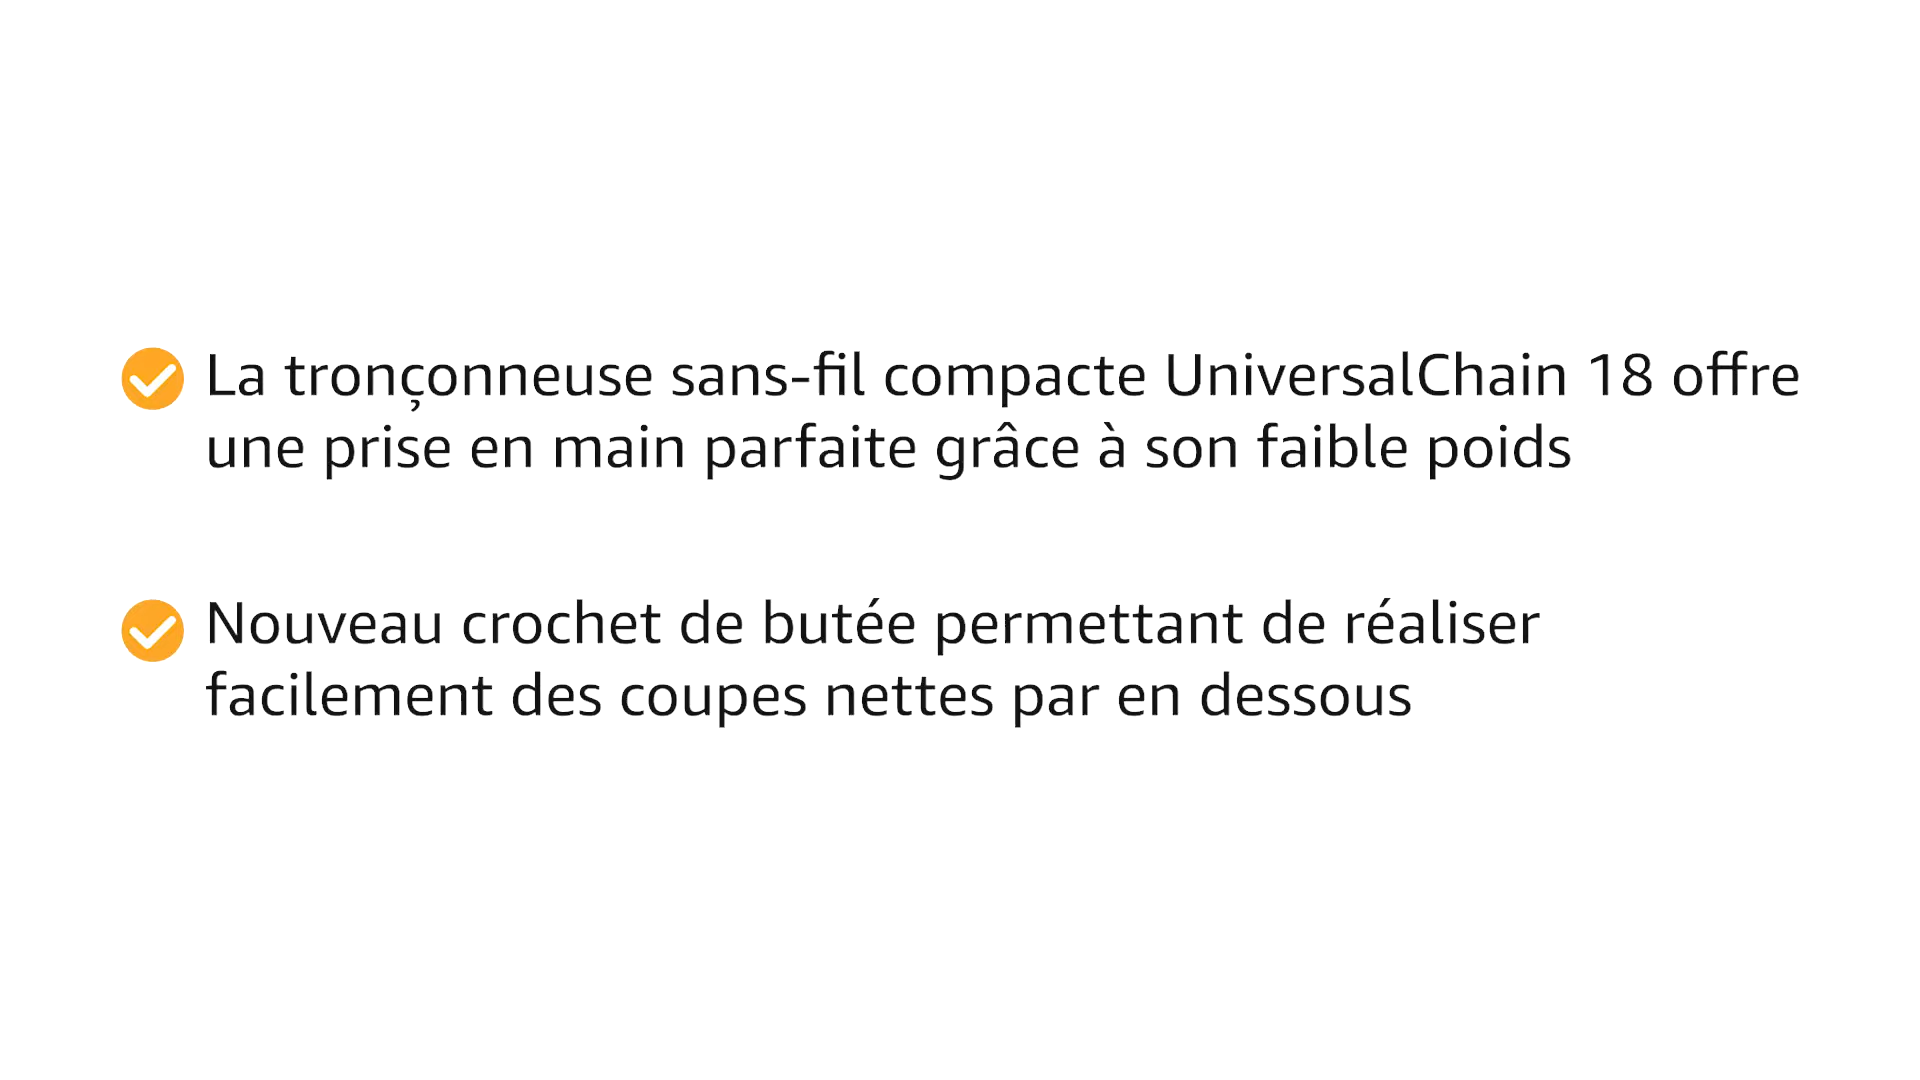 La tronçonneuse sans-fil compacte UniversalChain 18 offre
une prise en main parfaite grâce à son faible poids
Nouveau crochet de butée permettant de réaliser
facilement des coupes nettes par en dessous